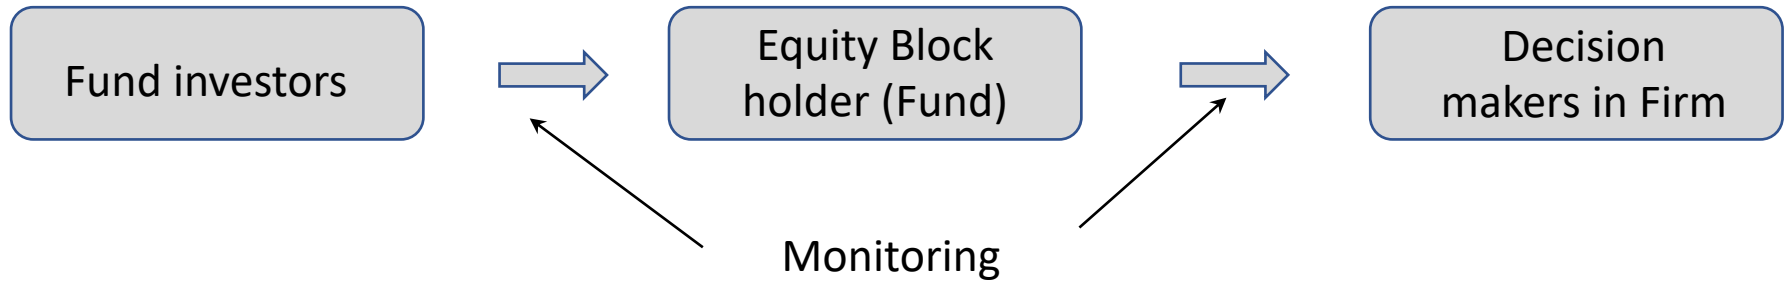 Fund investors
Equity Block
holder (Fund)
Decision
makers in Firm
Monitoring